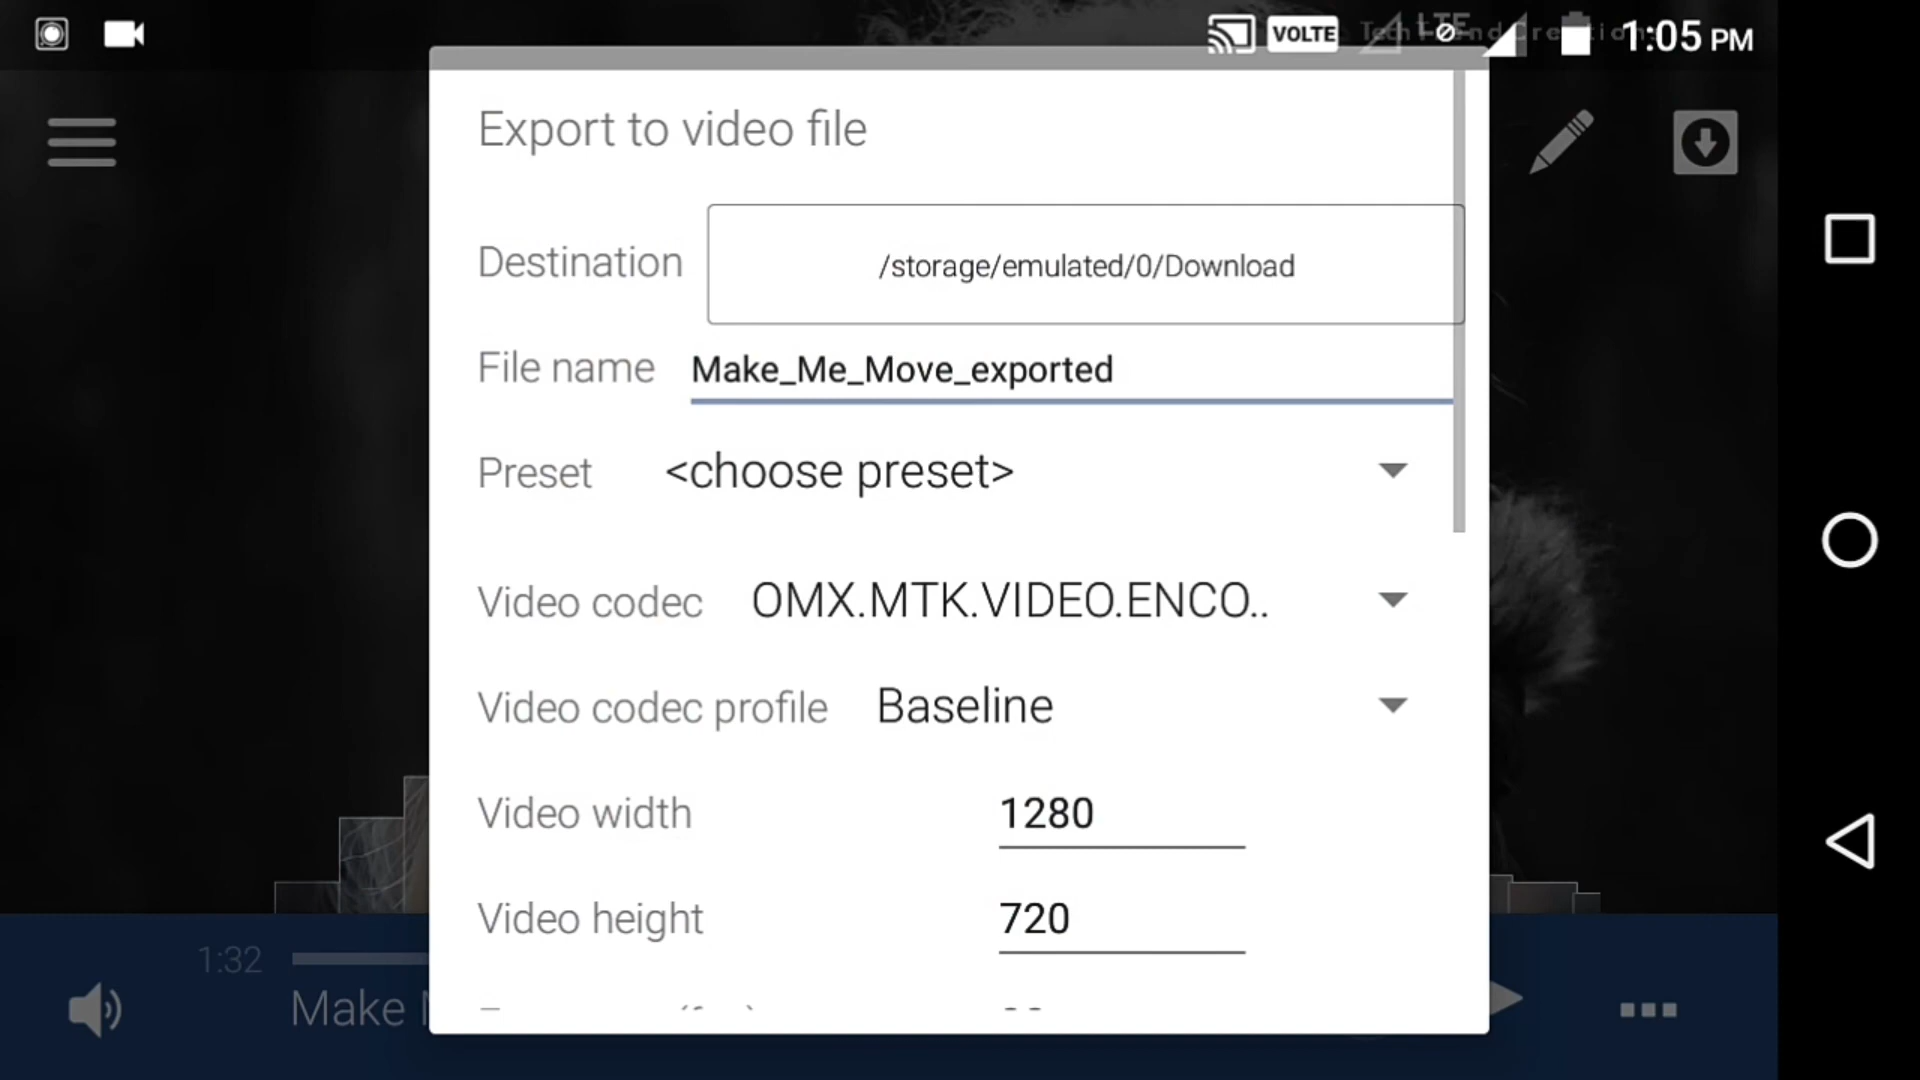 VOLTE LTE 1:05 PM
Export to video file
Destination /storage/emulated/0/Download
File name Make_Me_Move_exported
Preset <choose preset>
Video codec OMX.MTK.VIDEO.ENCO..
Video codec profile Baseline
Video width 1280
Video height 720
1:32
Make